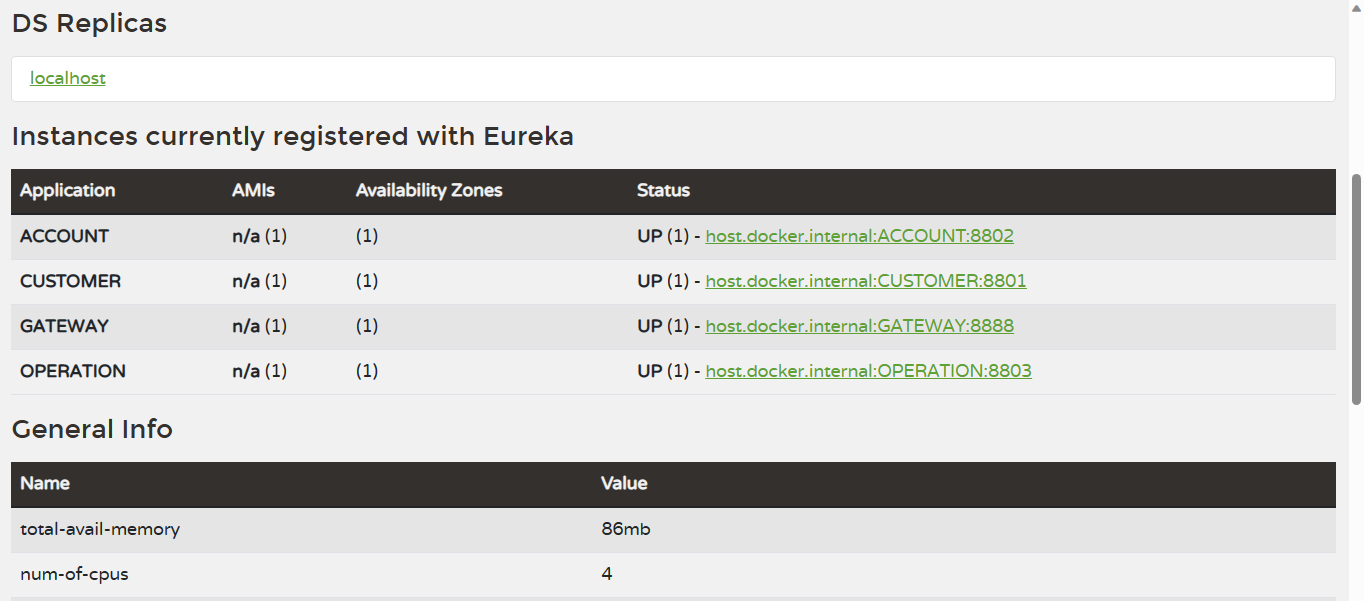 DS Replicas
localhost
Instances currently registered with Eureka
Application AMIs Availability Zones Status
ACCOUNT n/a (1) (1) UP (1) - host.docker.internal:ACCOUNT:8802
CUSTOMER n/a (1) (1) UP (1) - host.docker.internal:CUSTOMER:8801
GATEWAY n/a (1) (1) UP (1) - host.docker.internal:GATEWAY:8888
OPERATION n/a (1) (1) UP (1) - host.docker.internal:OPERATION:8803
General Info
Name Value
total-avail-memory 86mb
num-of-cpus 4